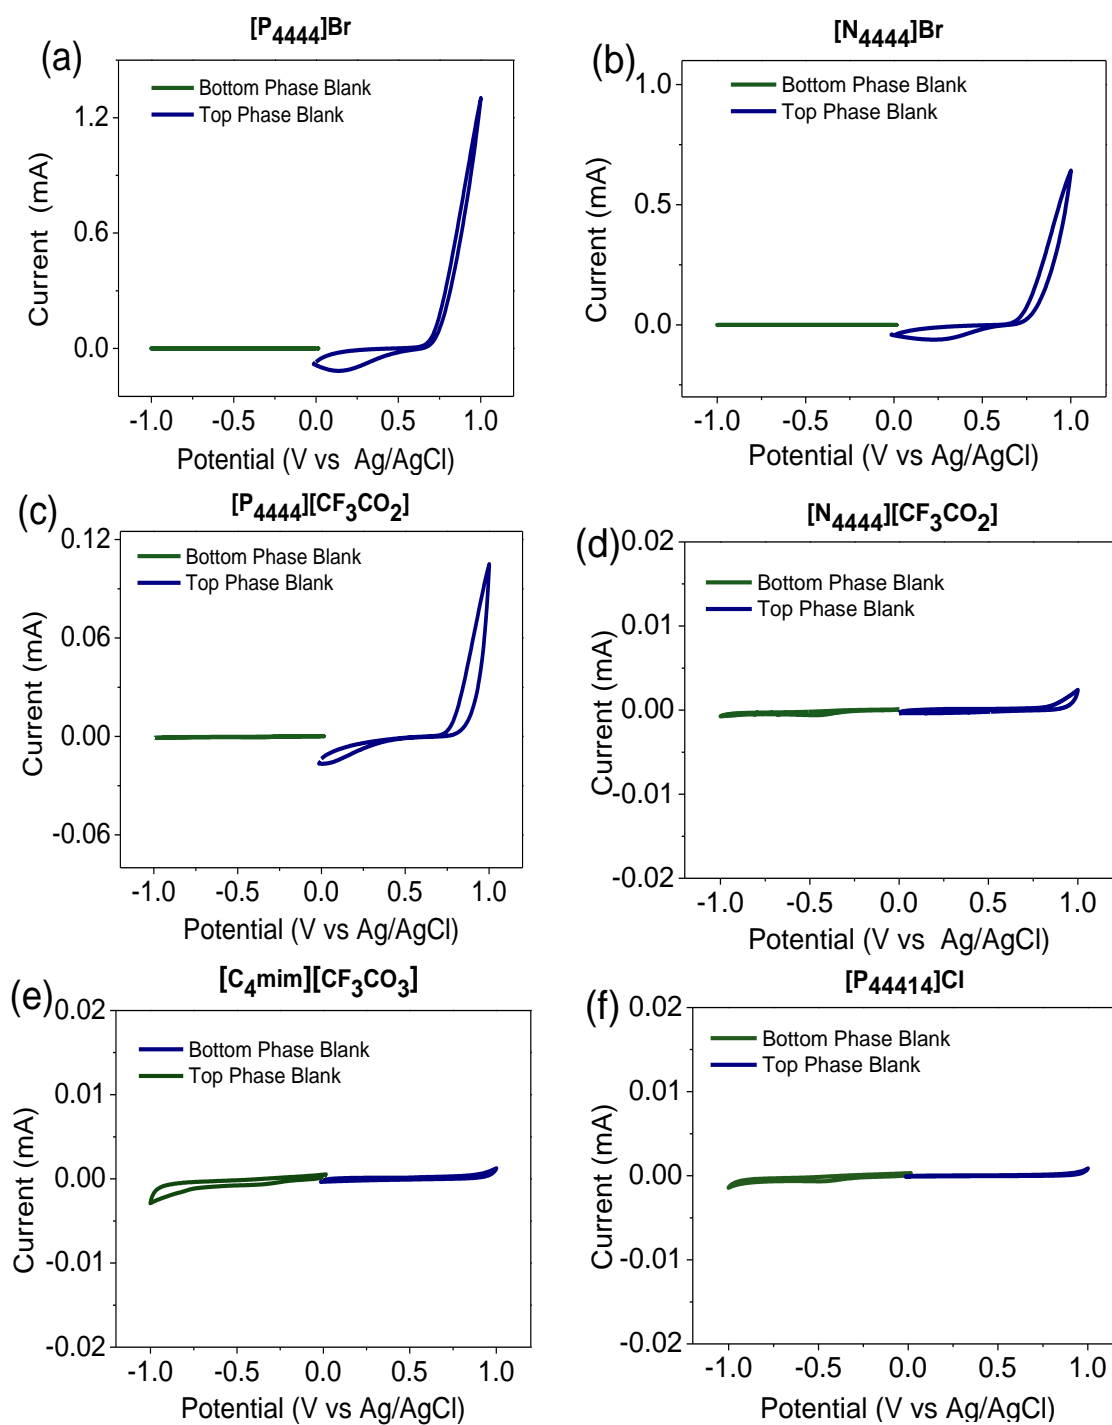 [P4444]Br
(a)
Bottom Phase Blank
Top Phase Blank
1.2
0.6
0.0
Current (mA)
-1.0 -0.5 0.0 0.5 1.0
Potential (V vs Ag/AgCl)
[N4444]Br
(b)
Bottom Phase Blank
Top Phase Blank
1.0
0.5
0.0
Current (mA)
-1.0 -0.5 0.0 0.5 1.0
Potential (V vs Ag/AgCl)
[P4444][CF3CO2]
(c)
Bottom Phase Blank
Top Phase Blank
0.12
0.06
0.00
-0.06
Current (mA)
-1.0 -0.5 0.0 0.5 1.0
Potential (V vs Ag/AgCl)
[N4444][CF3CO2]
(d)
Bottom Phase Blank
Top Phase Blank
0.02
0.01
0.00
-0.01
-0.02
Current (mA)
-1.0 -0.5 0.0 0.5 1.0
Potential (V vs Ag/AgCl)
[C4mim][CF3CO3]
(e)
Bottom Phase Blank
Top Phase Blank
0.02
0.01
0.00
-0.01
-0.02
Current (mA)
-1.0 -0.5 0.0 0.5 1.0
Potential (V vs Ag/AgCl)
[P44414]Cl
(f)
Bottom Phase Blank
Top Phase Blank
0.02
0.01
0.00
-0.01
-0.02
Current (mA)
-1.0 -0.5 0.0 0.5 1.0
Potential (V vs Ag/AgCl)